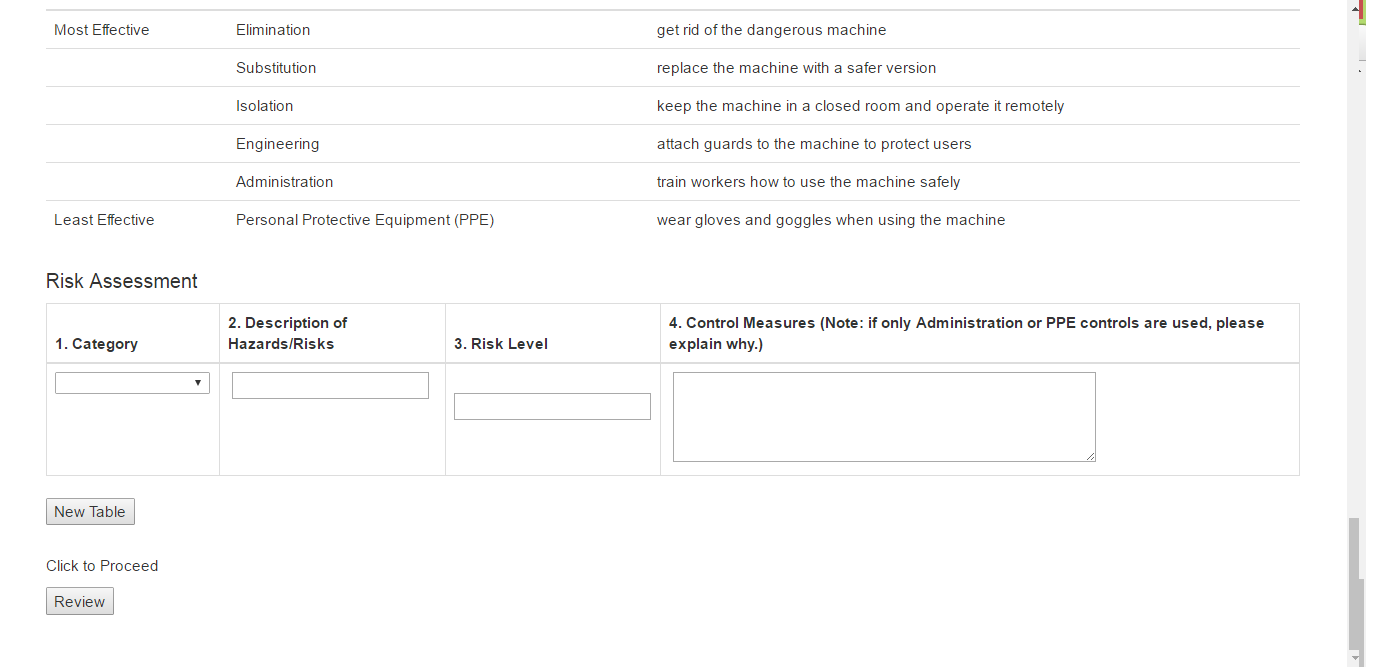 Most Effective Elimination get rid of the dangerous machine
Substitution replace the machine with a safer version
Isolation keep the machine in a closed room and operate it remotely
Engineering attach guards to the machine to protect users
Administration train workers how to use the machine safely
Least Effective Personal Protective Equipment (PPE) wear gloves and goggles when using the machine
Risk Assessment
1. Category
2. Description of
Hazards/Risks
3. Risk Level
4. Control Measures (Note: if only Administration or PPE controls are used, please
explain why.)
New Table
Click to Proceed
Review